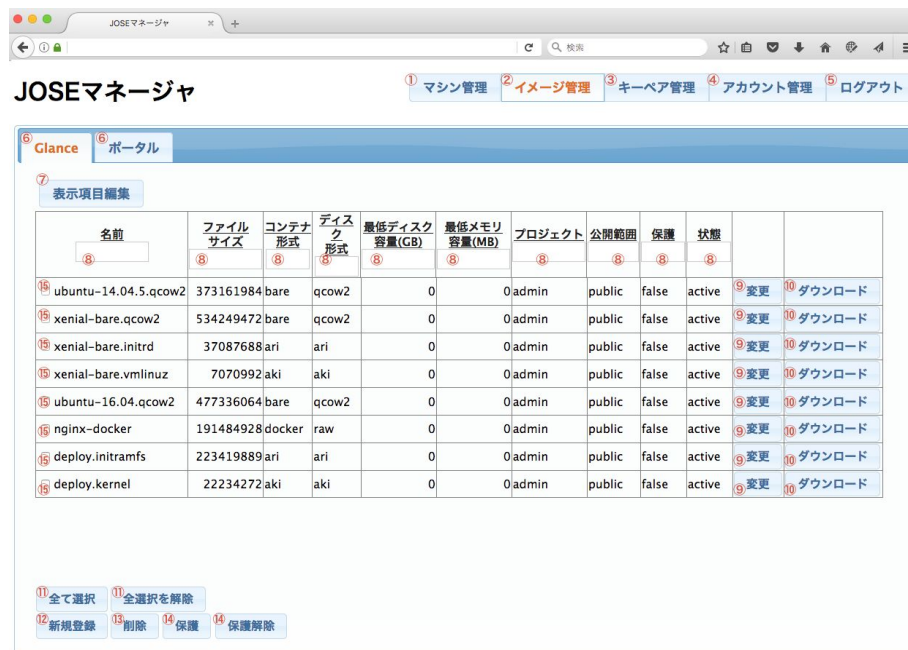 JOSEマネージャ
検索
JOSEマネージャ
①マシン管理 ②イメージ管理 ③キーペア管理 ④アカウント管理 ⑤ログアウト
⑥Glance ⑥ポータル
⑦表示項目編集
名前 ファイルサイズ コンテナ形式 ディスク形式 最低ディスク容量(GB) 最低メモリ容量(MB) プロジェクト 公開範囲 保護 状態
⑧ ⑧ ⑧ ⑧ ⑧ ⑧ ⑧ ⑧ ⑧ ⑧
⑮ubuntu-14.04.5.qcow2 373161984 bare qcow2 0 0 admin public false active ⑨変更 ⑩ダウンロード
⑮xenial-bare.qcow2 534249472 bare qcow2 0 0 admin public false active ⑨変更 ⑩ダウンロード
⑮xenial-bare.initrd 37087688 ari ari 0 0 admin public false active ⑨変更 ⑩ダウンロード
⑮xenial-bare.vmlinuz 7070992 aki aki 0 0 admin public false active ⑨変更 ⑩ダウンロード
⑮ubuntu-16.04.qcow2 477336064 bare qcow2 0 0 admin public false active ⑨変更 ⑩ダウンロード
⑮nginx-docker 191484928 docker raw 0 0 admin public false active ⑨変更 ⑩ダウンロード
⑮deploy.initramfs 223419889 ari ari 0 0 admin public false active ⑨変更 ⑩ダウンロード
⑮deploy.kernel 22234272 aki aki 0 0 admin public false active ⑨変更 ⑩ダウンロード
⑪全て選択 ⑪全選択を解除
⑫新規登録 ⑬削除 ⑭保護 ⑭保護解除